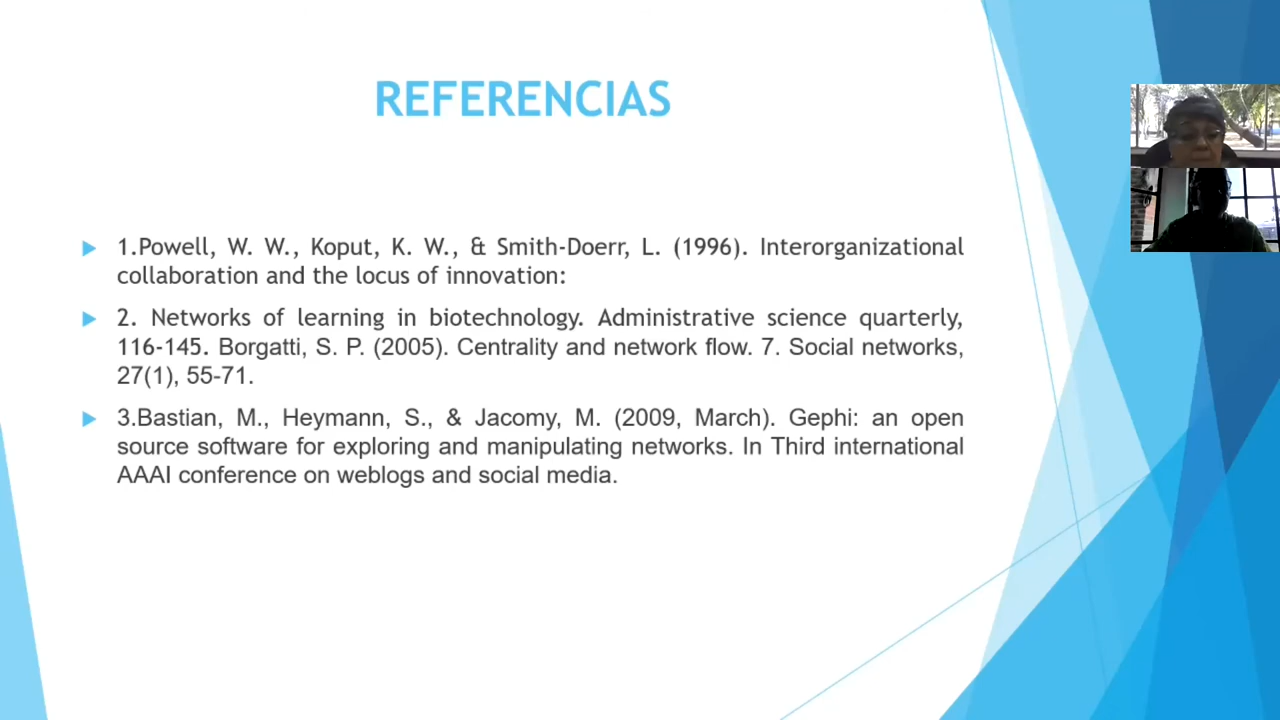 REFERENCIAS
1.Powell, W. W., Koput, K. W., & Smith-Doerr, L. (1996). Interorganizational
collaboration and the locus of innovation:
2. Networks of learning in biotechnology. Administrative science quarterly,
116-145. Borgatti, S. P. (2005). Centrality and network flow. 7. Social networks,
27(1), 55-71.
3.Bastian, M., Heymann, S., & Jacomy, M. (2009, March). Gephi: an open
source software for exploring and manipulating networks. In Third international
AAAI conference on weblogs and social media.